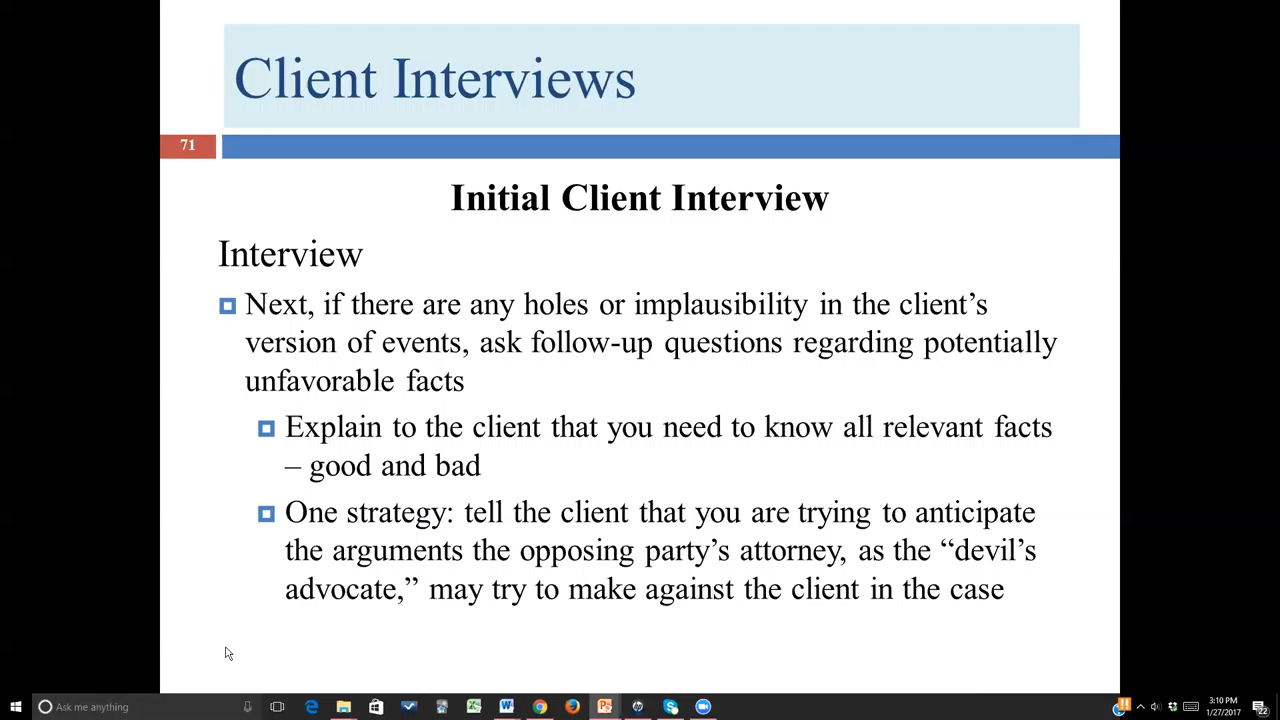 Client Interviews
71
Initial Client Interview
Interview
Next, if there are any holes or implausibility in the client’s
version of events, ask follow-up questions regarding potentially
unfavorable facts
Explain to the client that you need to know all relevant facts
– good and bad
One strategy: tell the client that you are trying to anticipate
the arguments the opposing party’s attorney, as the “devil’s
advocate,” may try to make against the client in the case
Ask me anything
3:10 PM
1/27/2017
22